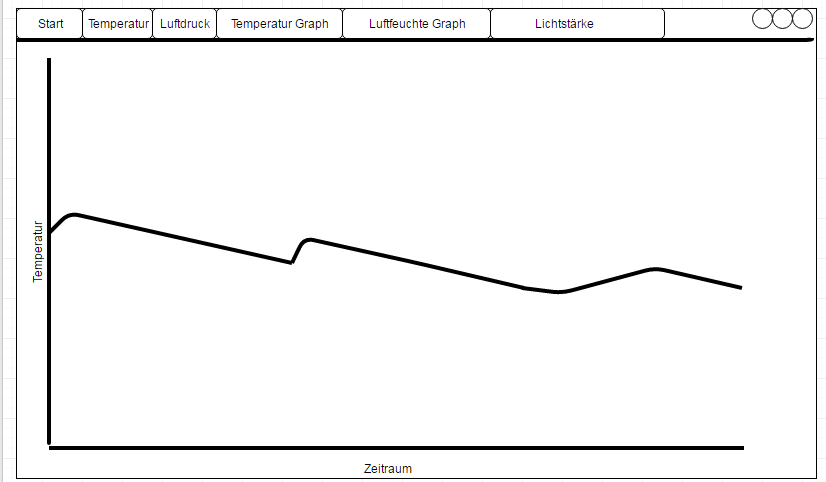 Start
Temperatur
Luftdruck
Temperatur Graph
Luftfeuchte Graph
Lichtstärke
Temperatur
Zeitraum